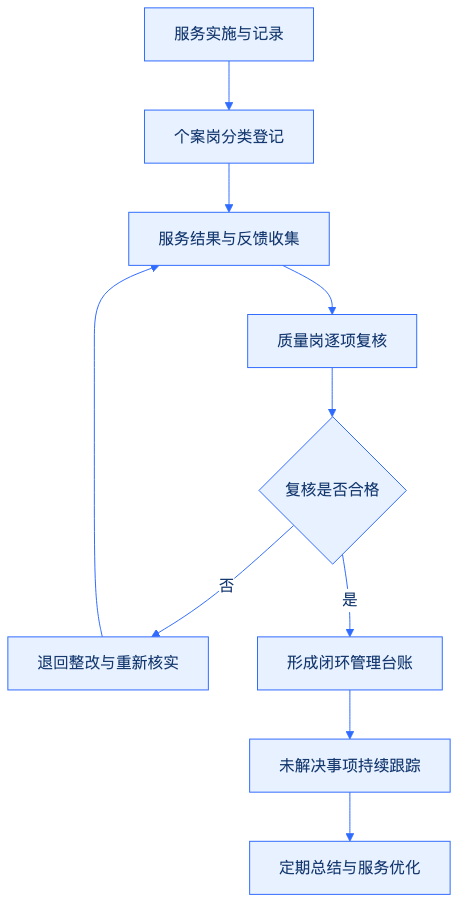 服务实施与记录
个案岗分类登记
服务结果与反馈收集
质量岗逐项复核
复核是否合格
否
是
退回整改与重新核实
形成闭环管理台账
未解决事项持续跟踪
定期总结与服务优化